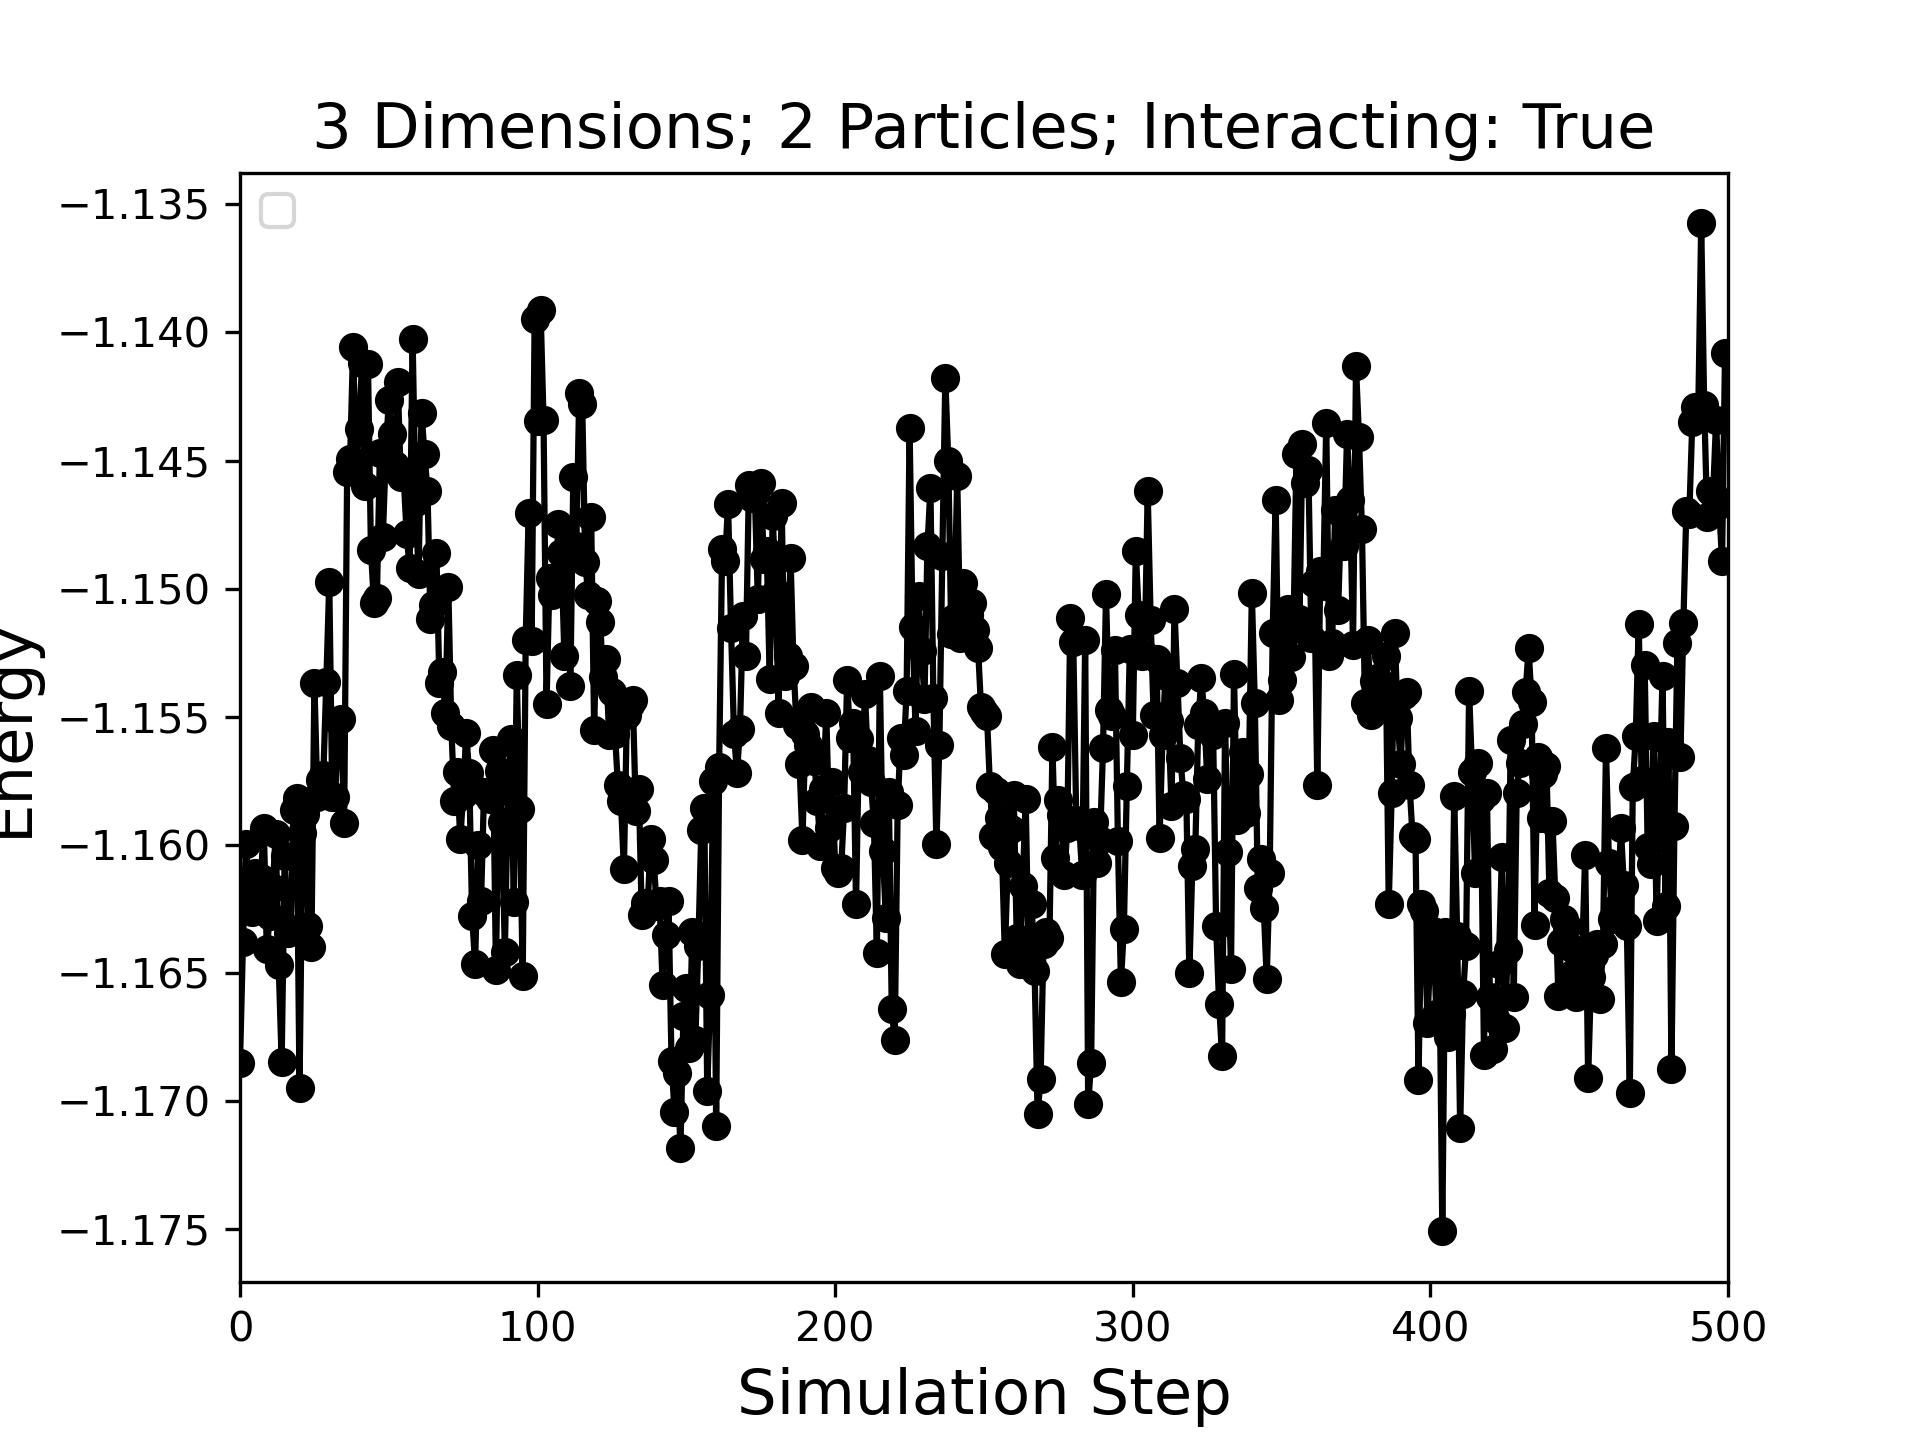 3 Dimensions; 2 Particles; Interacting: True
−1.135
−1.140
−1.145
−1.150
−1.155
−1.160
−1.165
−1.170
−1.175
Energy
0 100 200 300 400 500
Simulation Step